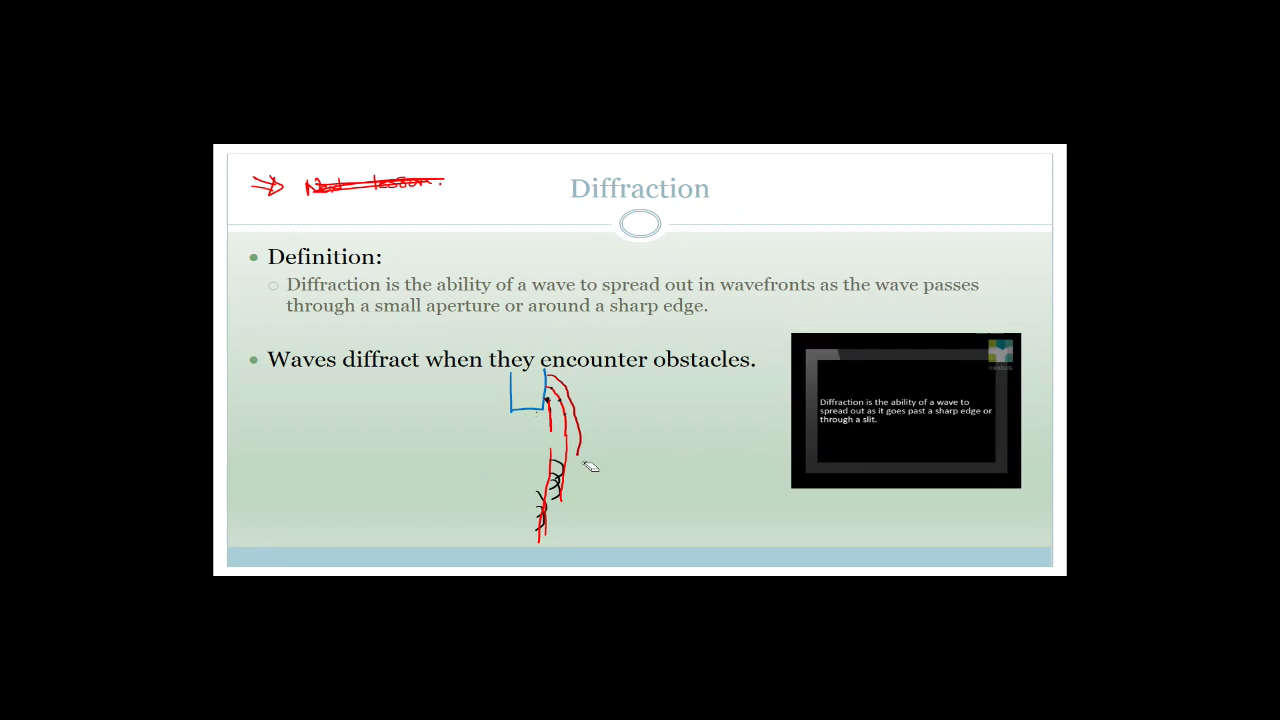 Next lesson.
Diffraction
Definition:
Diffraction is the ability of a wave to spread out in wavefronts as the wave passes
through a small aperture or around a sharp edge.
Waves diffract when they encounter obstacles.
Diffraction is the ability of a wave to
spread out as it goes past a sharp edge or
through a slit.